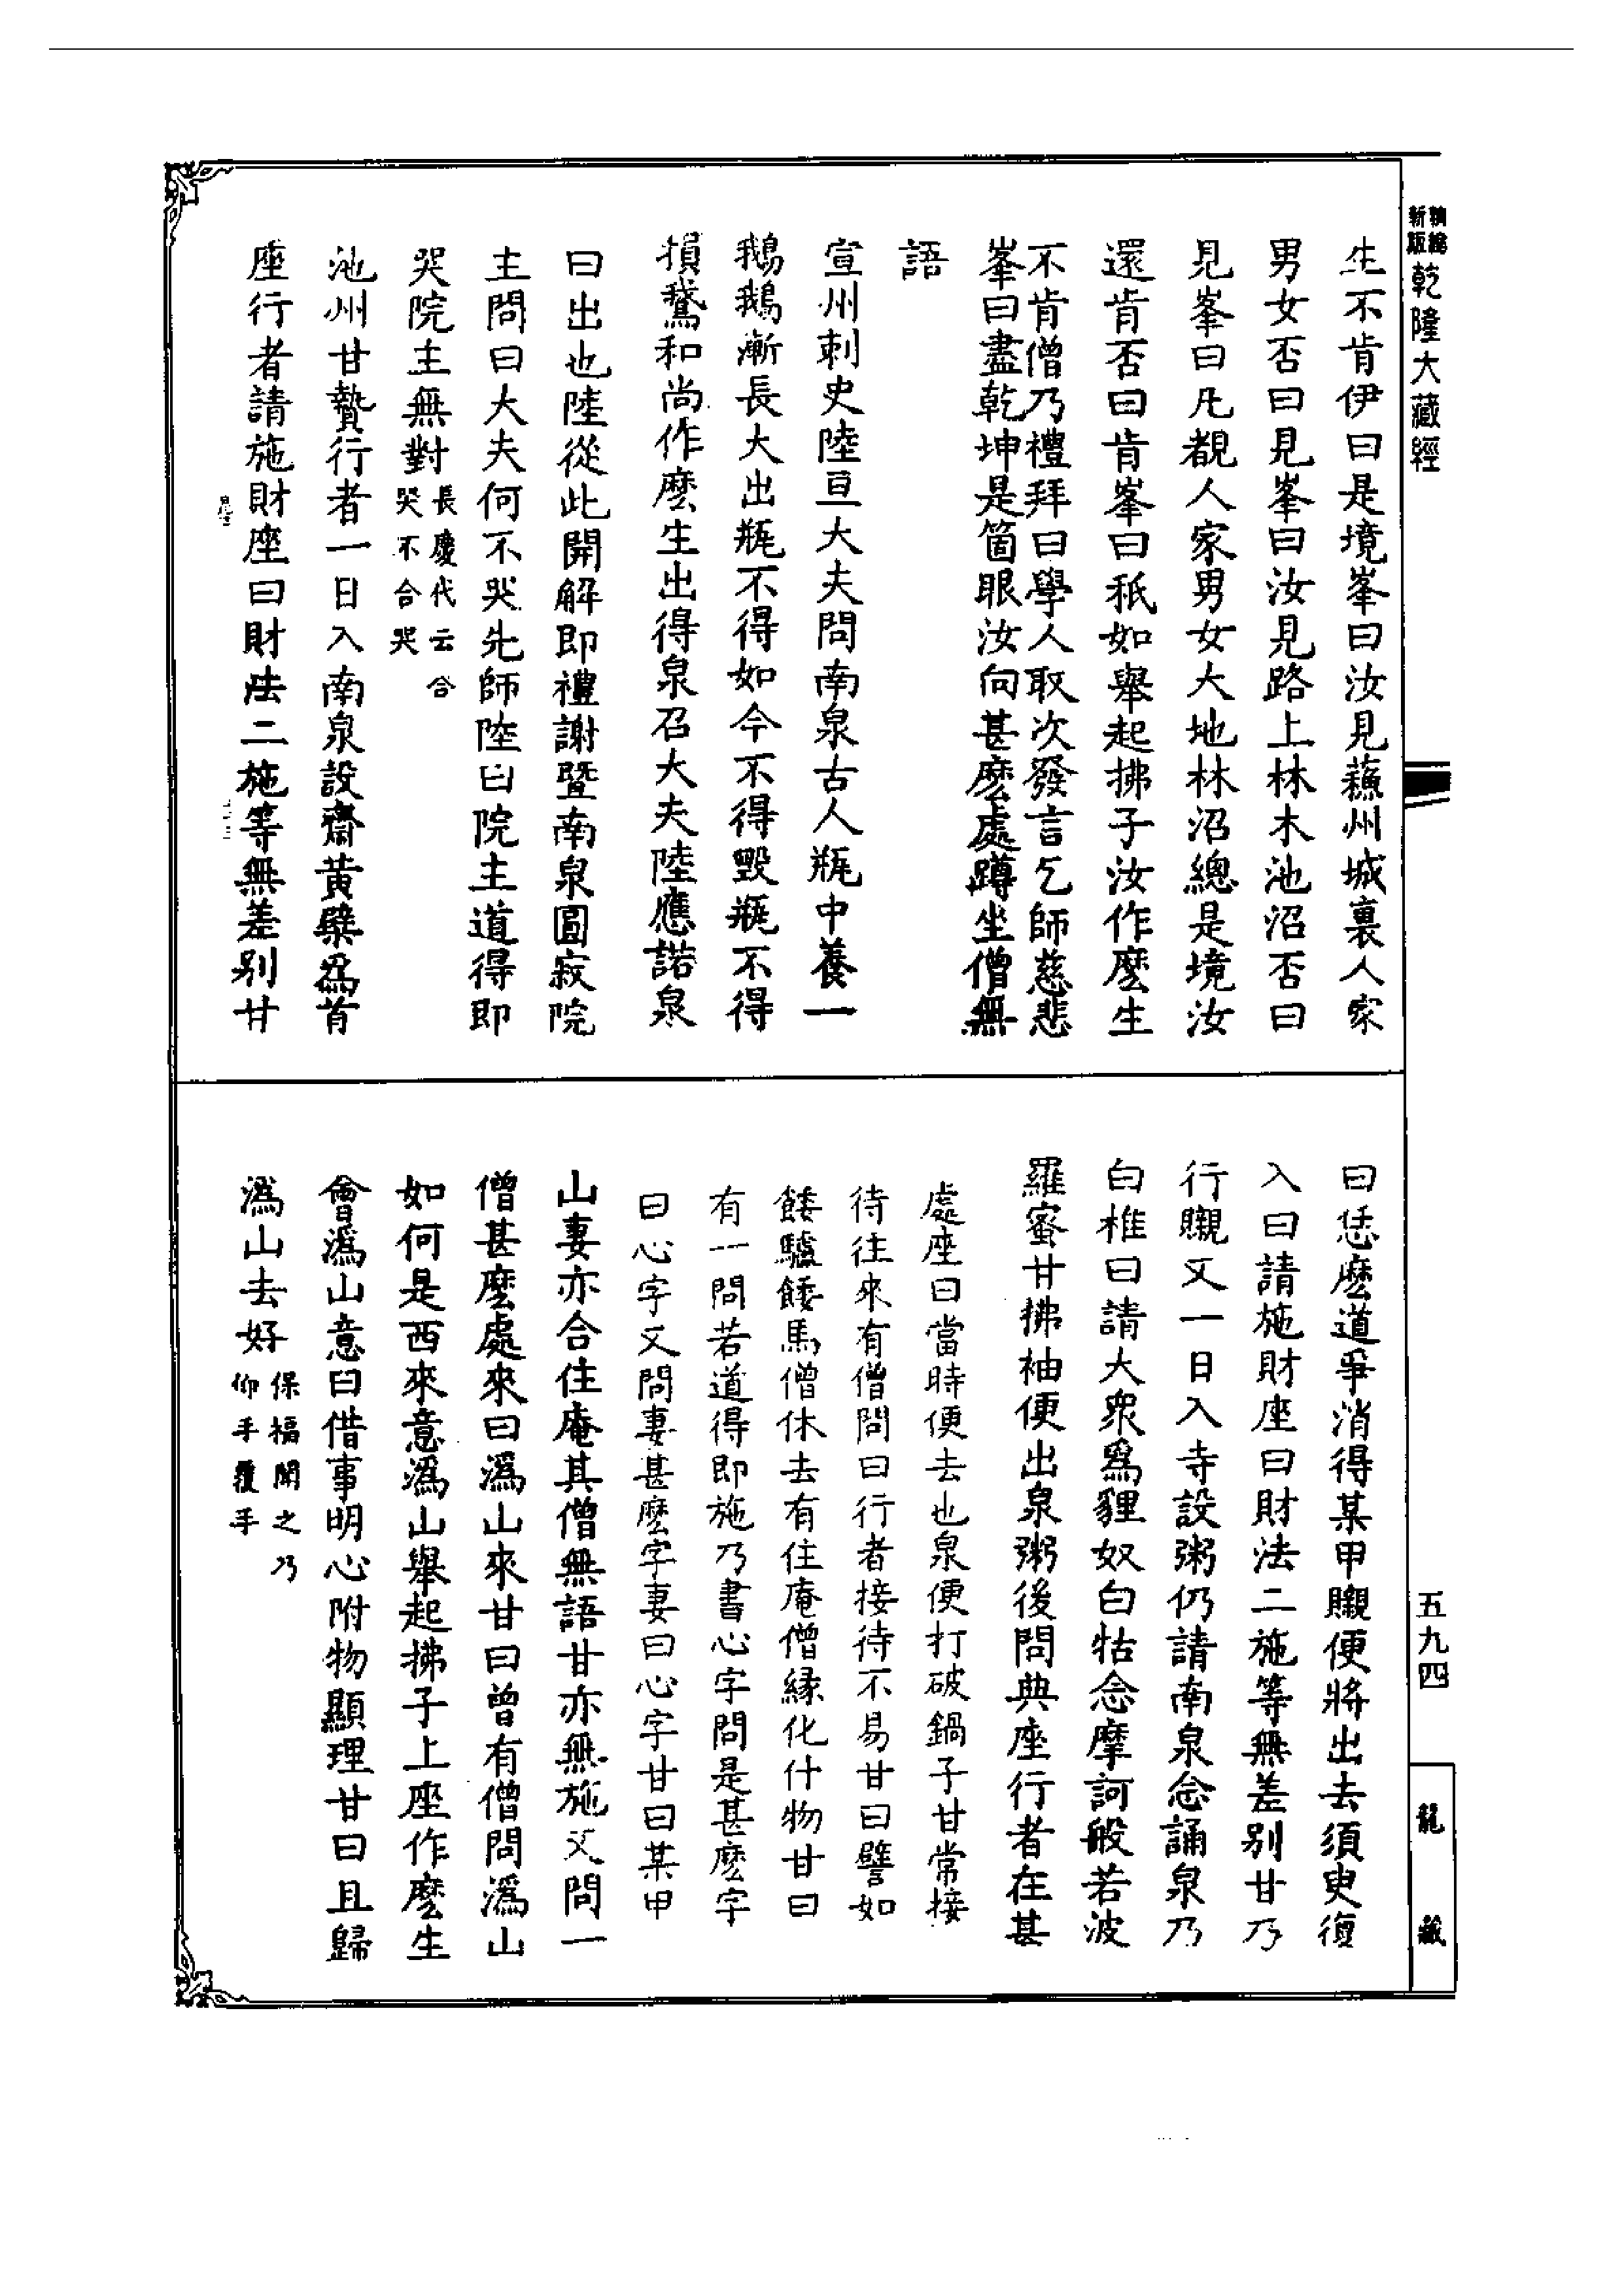 新版精縮乾隆大藏經
生不肯伊曰是境峯曰汝見蘓州城裏人家
男女否曰見峯曰汝見路上林木池沼否曰
見峯曰凡覩人家男女大地林沼總是境汝
還肯否曰肯峯曰秖如舉起拂子汝作麽生
不肯僧乃禮拜曰學人取次發言乞師慈悲
峯曰盡乾坤是箇眼汝向甚麽處蹲坐僧無
語
宣州刺史陸亘大夫問南泉古人瓶中養一
鵝鵝漸長大出瓶不得如今不得毀瓶不得
損鵞和尚作麽生出得泉召大夫陸應諾泉
曰出也陸從此開解即禮謝暨南泉圓寂院
主問曰大夫何不哭先師陸曰院主道得即
哭院主無對長慶代云合
哭不合哭
池州甘贄行者一日入南泉設齋黃檗爲首
座行者請施財座曰財法二施等無差别甘
曰恁麽道爭消得某甲嚫便將出去須臾復
入曰請施財座曰財法二施等無差别甘乃
行嚫又一日入寺設粥仍請南泉念誦泉乃
白椎曰請大衆爲貍奴白牯念摩訶般若波
羅蜜甘拂袖便出泉粥後問典座行者在甚
處座曰當時便去也泉便打破鍋子甘常接
待往來有僧問曰行者接待不易甘曰譬如
餧驢餧馬僧休去有住庵僧緣化什物甘曰
有一問若道得即施乃書心字問是甚麽字
曰心字又問妻甚麽字妻曰心字甘曰某甲
山妻亦合住庵其僧無語甘亦無施又問一
僧甚麽處來曰潙山來甘曰曾有僧問潙山
如何是西來意潙山舉起拂子上座作麽生
會潙山意曰借事明心附物顯理甘曰且歸
潙山去好保福聞之乃
仰手覆手
五九四
龍藏